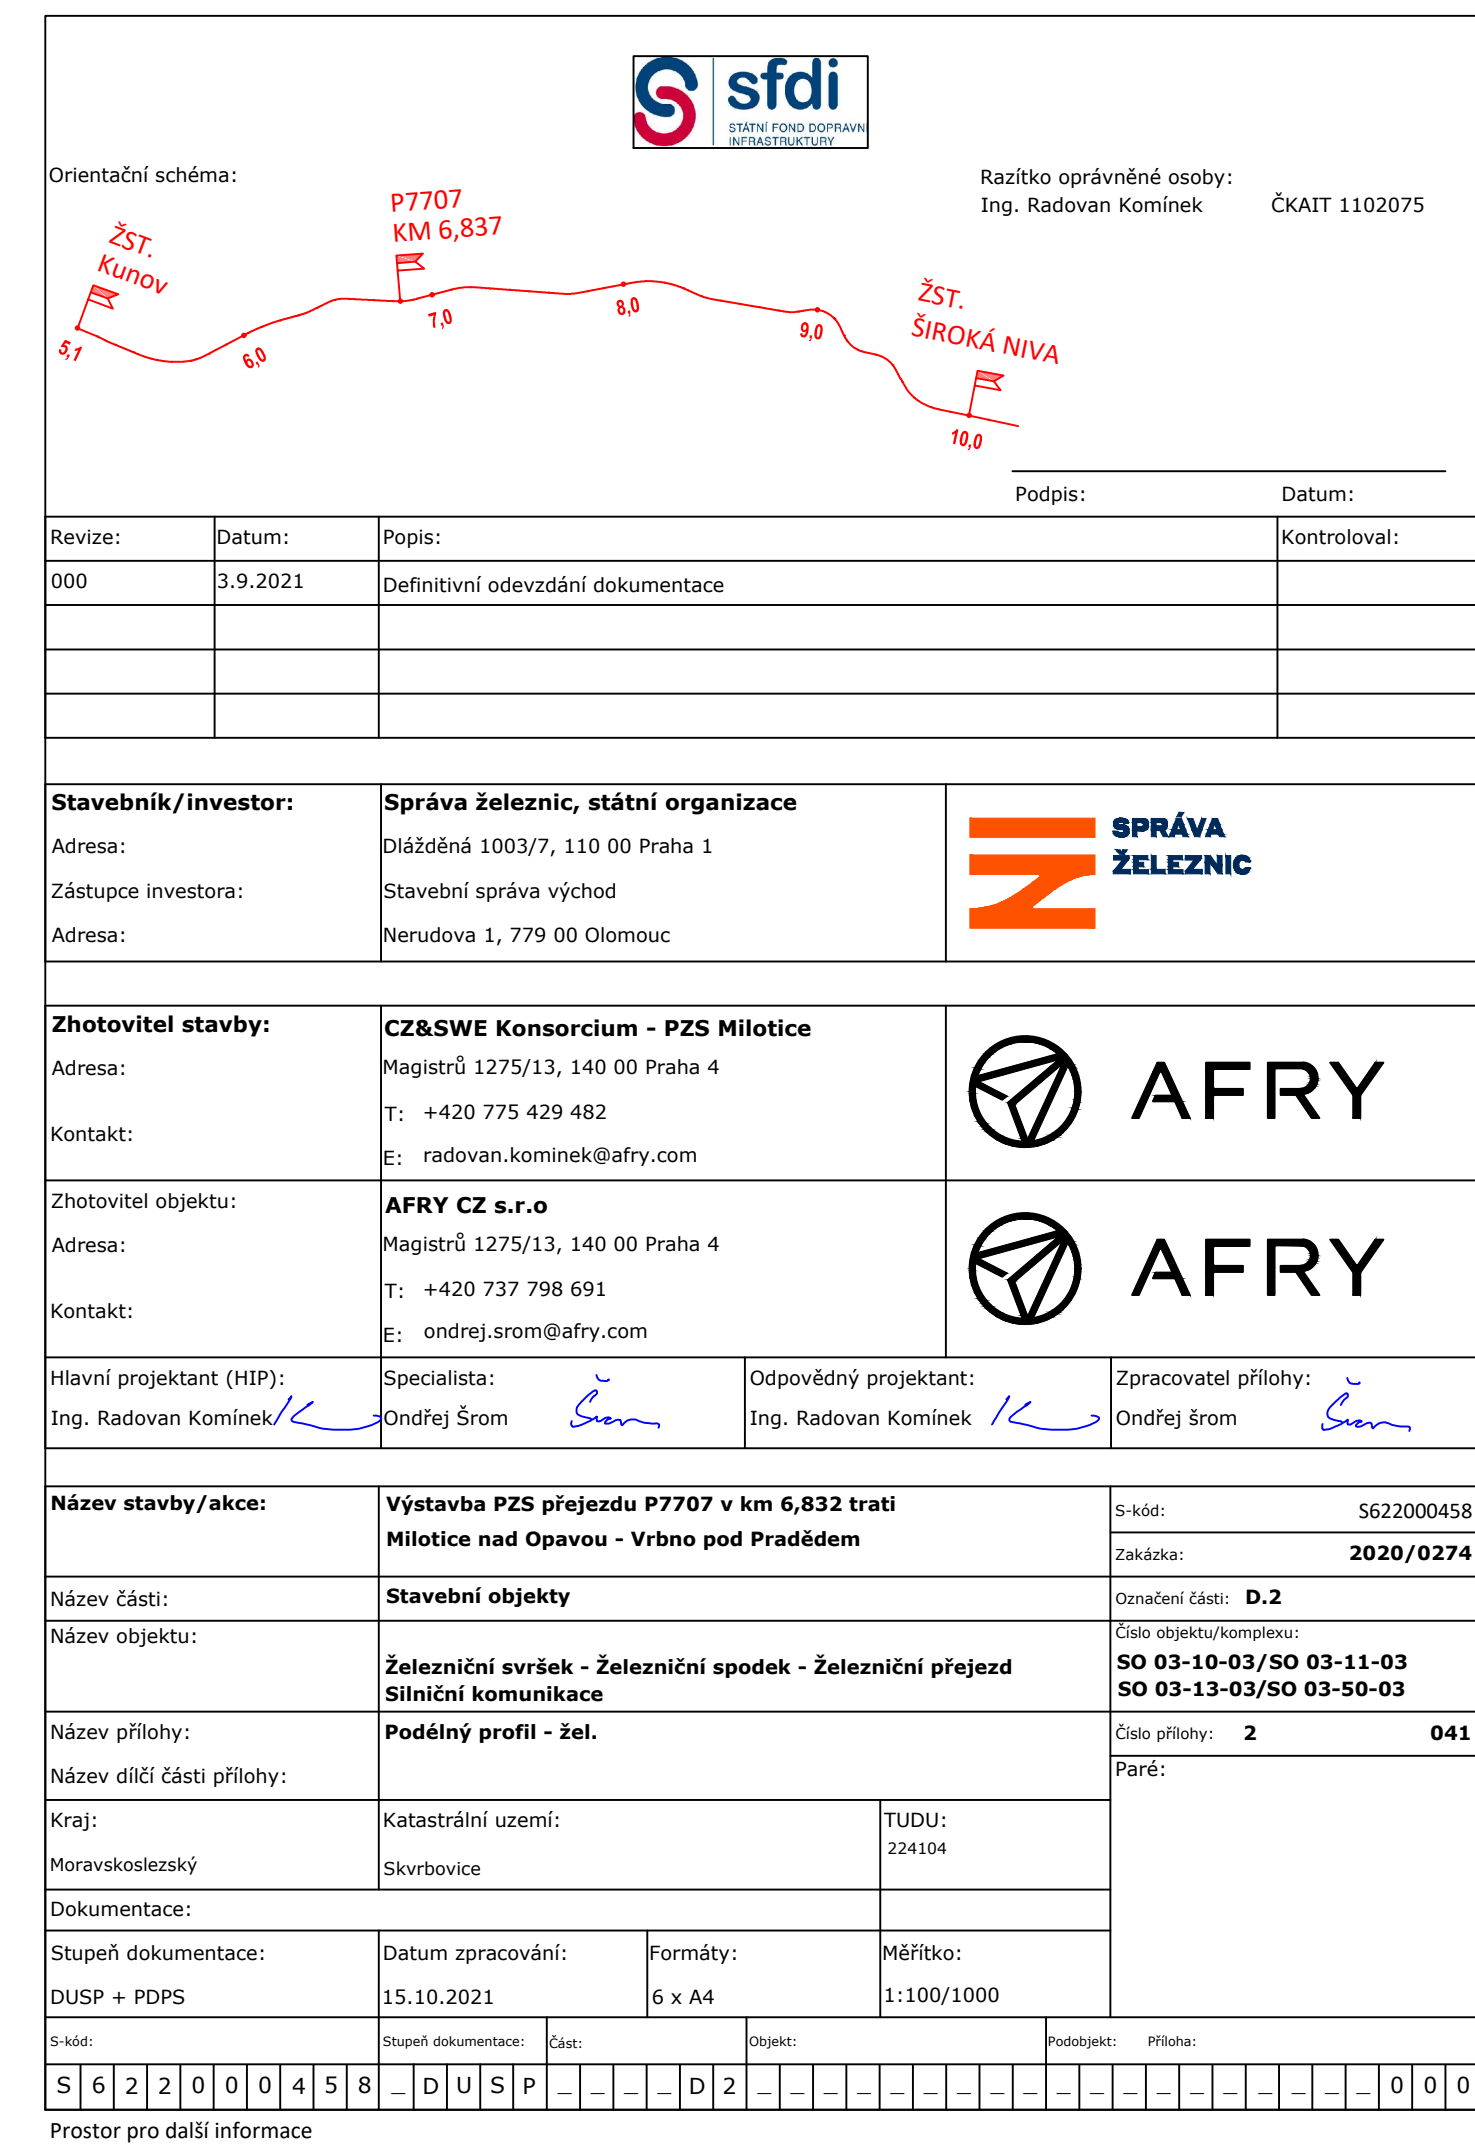 sfdi
STÁTNÍ FOND DOPRAVN
INFRASTRUKTURY
Orientační schéma:
Razítko oprávněné osoby:
Ing. Radovan Komínek ČKAIT 1102075
P7707
KM 6,837
ŽST.
Kunov
ŽST.
ŠIROKÁ NIVA
5,1
6,0
7,0
8,0
9,0
10,0
Podpis: Datum:
Revize: Datum: Popis: Kontroloval:
000 3.9.2021 Definitivní odevzdání dokumentace
Stavebník/investor: Správa železnic, státní organizace
Adresa: Dlážděná 1003/7, 110 00 Praha 1
Zástupce investora: Stavební správa východ
Adresa: Nerudova 1, 779 00 Olomouc
SPRÁVA
ŽELEZNIC
Zhotovitel stavby: CZ&SWE Konsorcium - PZS Milotice
Adresa: Magistrů 1275/13, 140 00 Praha 4
Kontakt:
T: +420 775 429 482
E: radovan.kominek@afry.com
AFRY
Zhotovitel objektu: AFRY CZ s.r.o
Adresa: Magistrů 1275/13, 140 00 Praha 4
Kontakt:
T: +420 737 798 691
E: ondrej.srom@afry.com
AFRY
Hlavní projektant (HIP): Specialista: Odpovědný projektant: Zpracovatel přílohy:
Ing. Radovan Komínek Ondřej Šrom Ing. Radovan Komínek Ondřej šrom
Název stavby/akce: Výstavba PZS přejezdu P7707 v km 6,832 trati
Milotice nad Opavou - Vrbno pod Pradědem
S-kód: S622000458
Zakázka: 2020/0274
Název části: Stavební objekty Označení části: D.2
Název objektu: Číslo objektu/komplexu:
Železniční svršek - Železniční spodek - Železniční přejezd
Silniční komunikace
SO 03-10-03/SO 03-11-03
SO 03-13-03/SO 03-50-03
Název přílohy: Podélný profil - žel. Číslo přílohy: 2 041
Název dílčí části přílohy: Paré:
Kraj: Katastrální uzemí: TUDU:
Moravskoslezský Skvrbovice 224104
Dokumentace:
Stupeň dokumentace: Datum zpracování: Formáty: Měřítko:
DUSP + PDPS 15.10.2021 6 x A4 1:100/1000
S-kód: Stupeň dokumentace: Část: Objekt: Podobjekt: Příloha:
S 6 2 2 0 0 0 4 5 8 _ D U S P _ _ _ _ D 2 _ _ _ _ _ _ _ _ _ _ _ _ _ _ _ _ _ _ _ 0 0 0
Prostor pro další informace